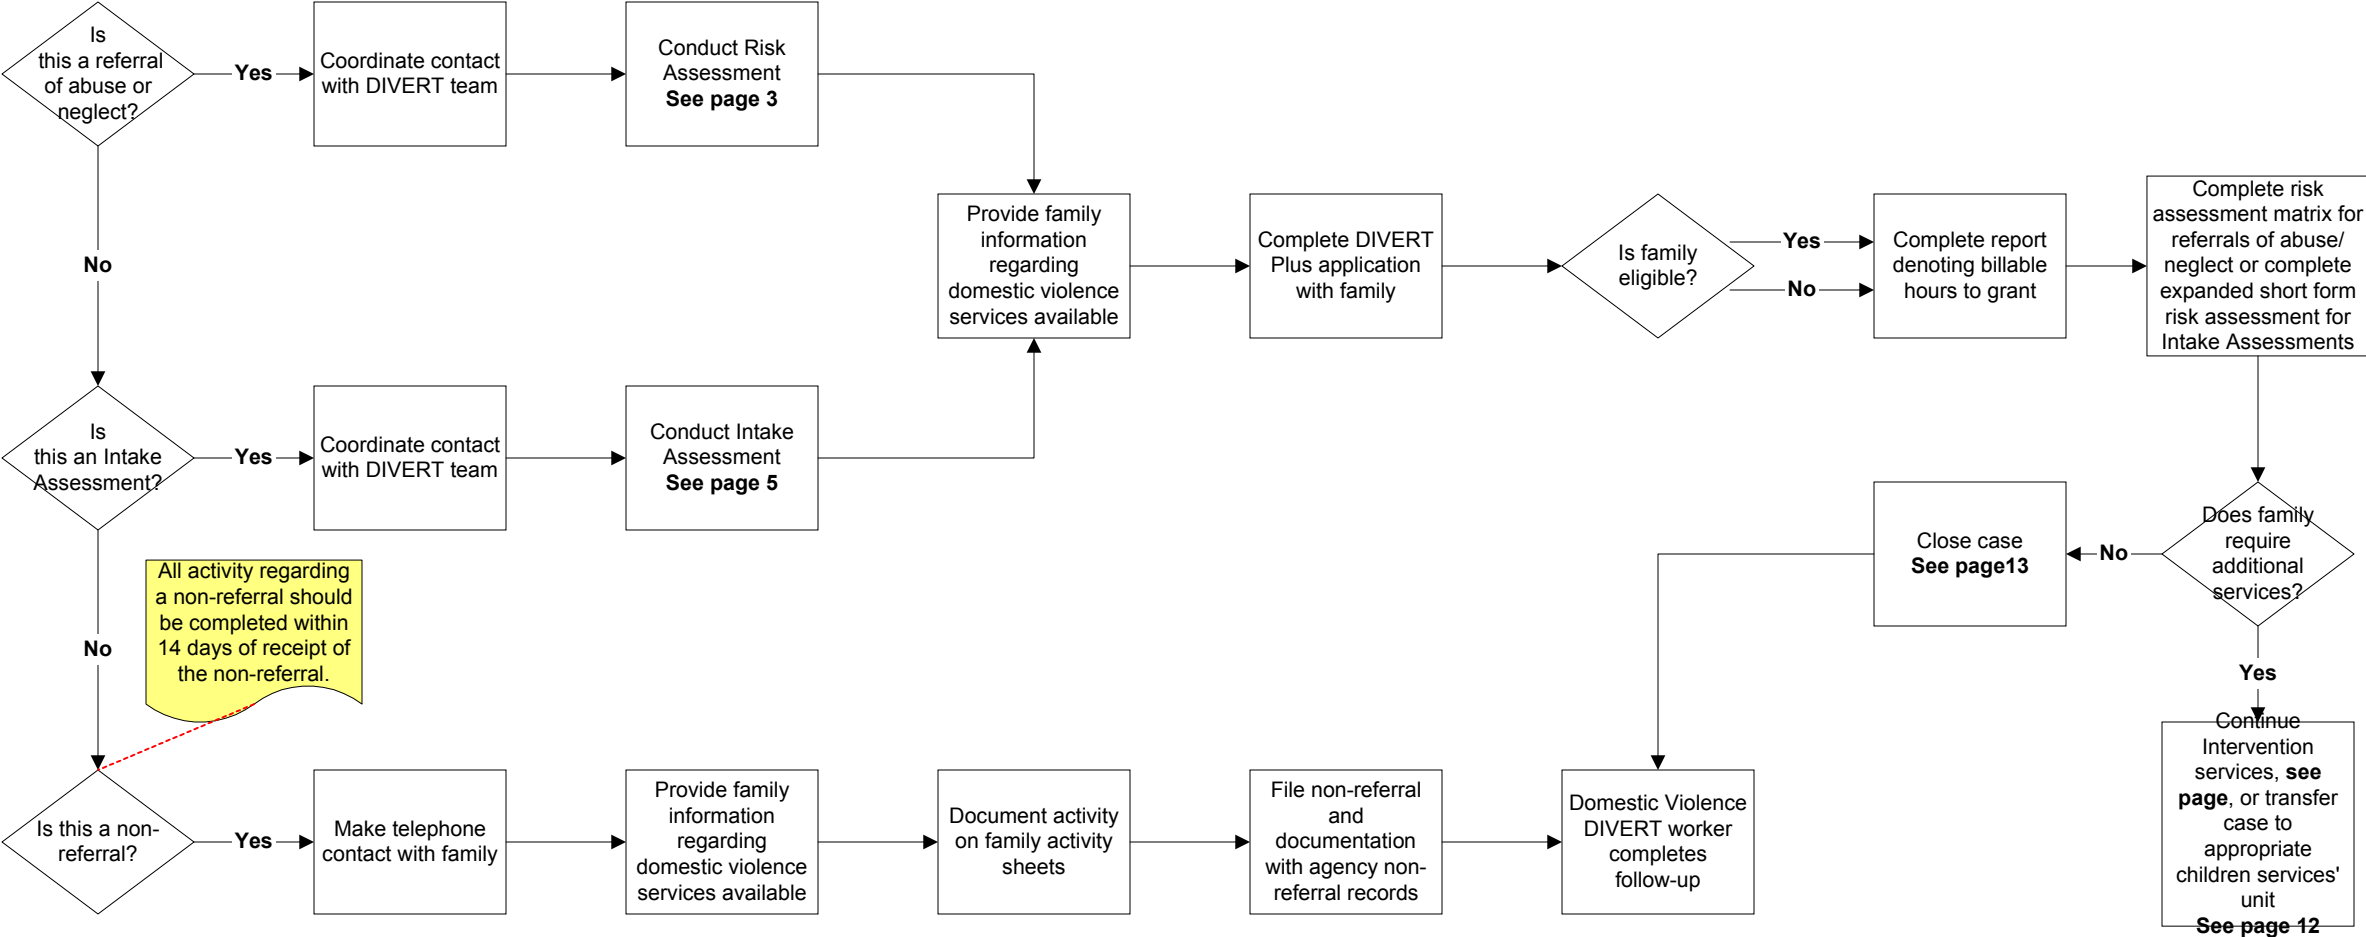 Is
this a referral
of abuse or
neglect?
Yes
Coordinate contact
with DIVERT team
Conduct Risk
Assessment
See page 3
No
Provide family
information
regarding
domestic violence
services available
Complete DIVERT
Plus application
with family
Is family
eligible?
Yes
No
Complete report
denoting billable
hours to grant
Complete risk
assessment matrix for
referrals of abuse/
neglect or complete
expanded short form
risk assessment for
Intake Assessments
Is
this an Intake
Assessment?
Yes
Coordinate contact
with DIVERT team
Conduct Intake
Assessment
See page 5
Close case
See page13
No
Does family
require
additional
services?
All activity regarding
a non-referral should
be completed within
14 days of receipt of
the non-referral.
No
Yes
Is this a non-
referral?
Yes
Make telephone
contact with family
Provide family
information
regarding
domestic violence
services available
Document activity
on family activity
sheets
File non-referral
and
documentation
with agency non-
referral records
Domestic Violence
DIVERT worker
completes
follow-up
Continue
Intervention
services, see
page, or transfer
case to
appropriate
children services'
unit
See page 12